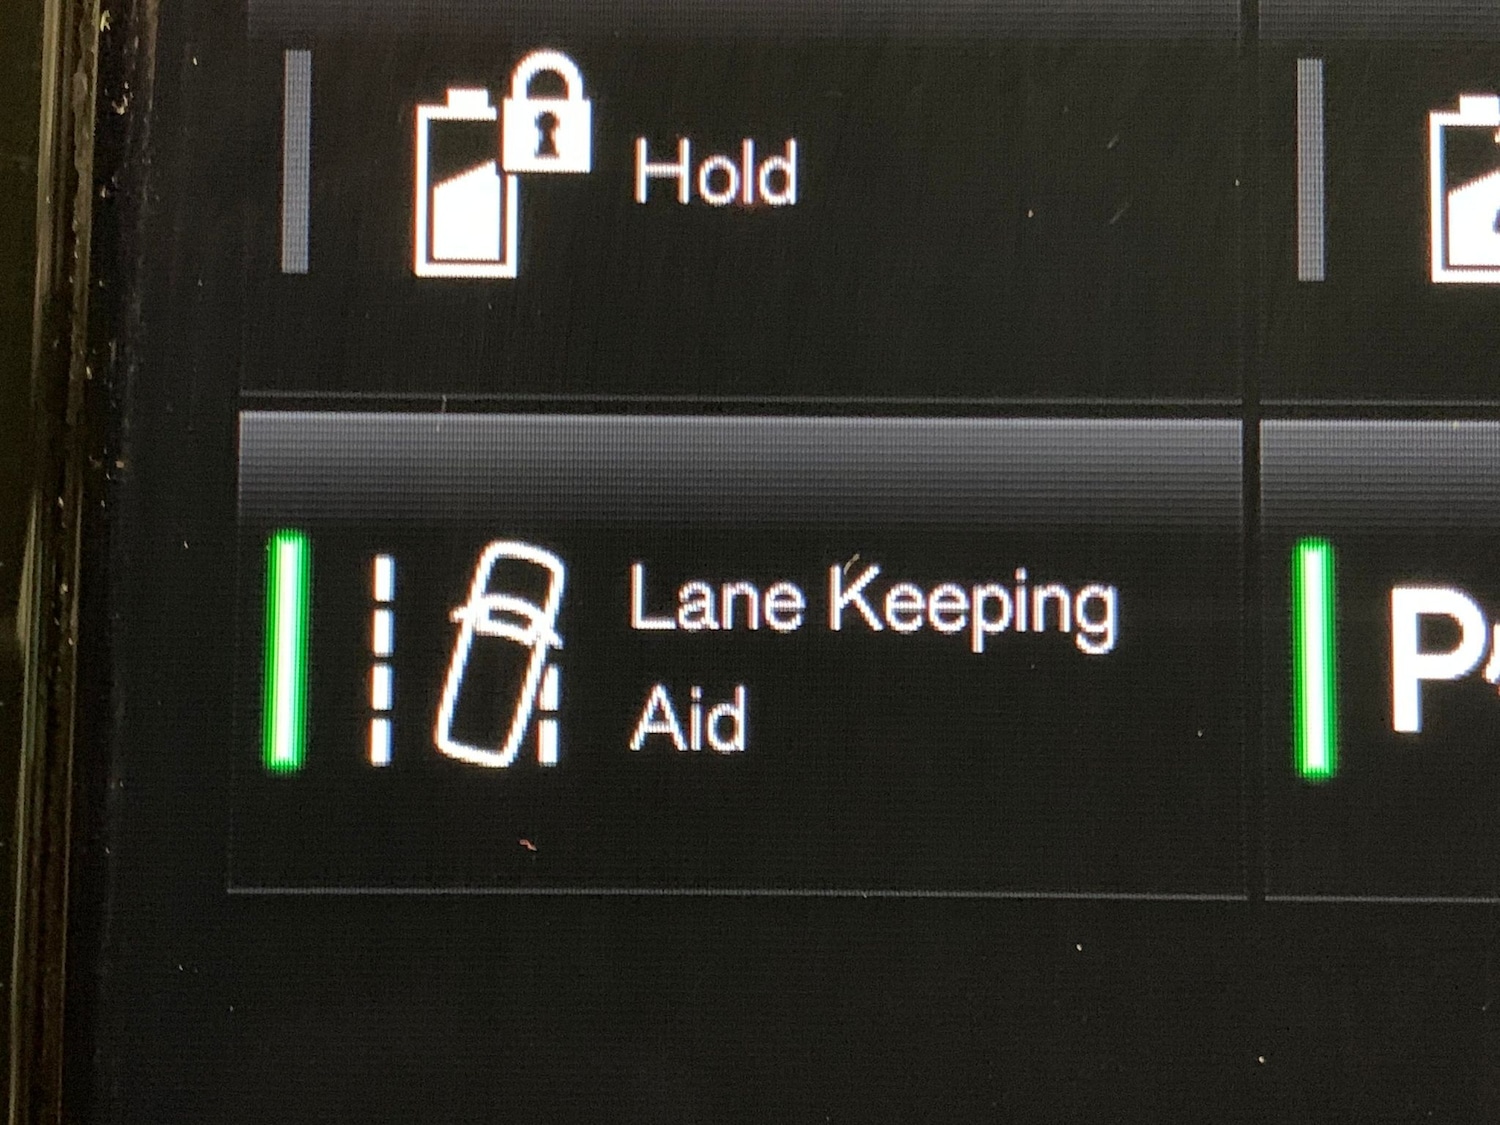 Hold
Lane Keeping
Aid
P